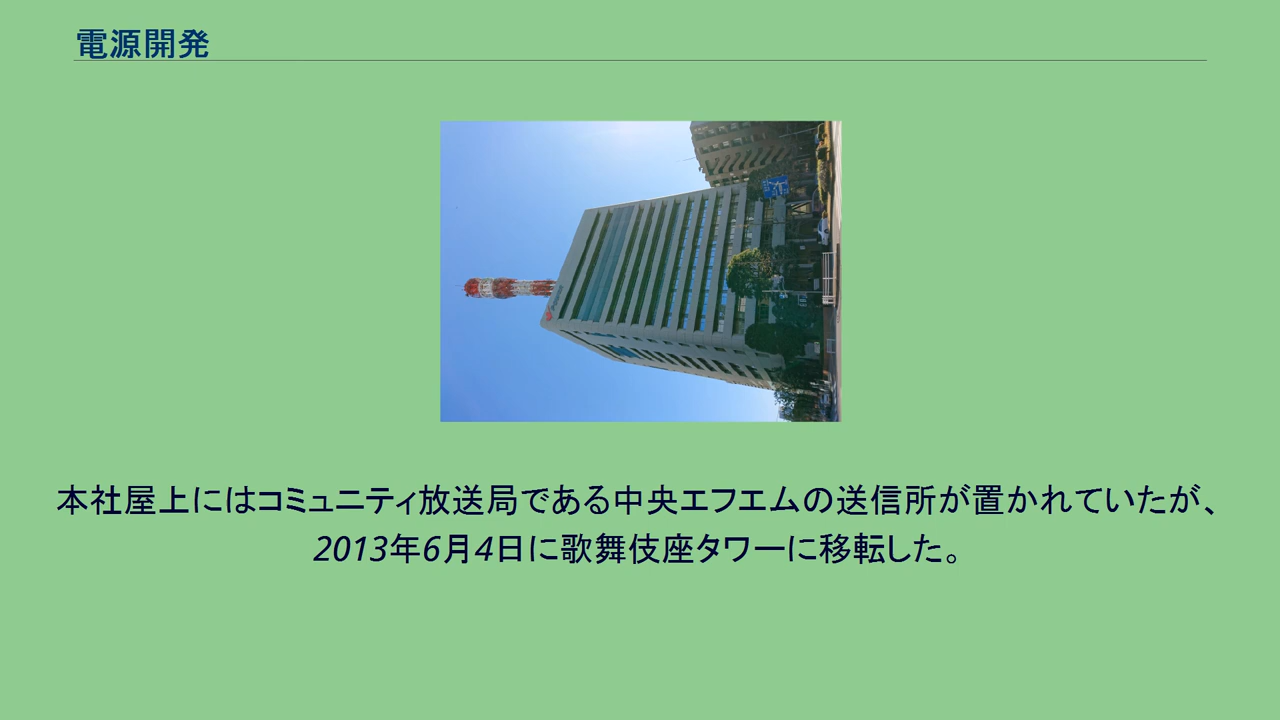 電源開発
本社屋上にはコミュニティ放送局である中央エフエムの送信所が置かれていたが、
2013年6月4日に歌舞伎座タワーに移転した。